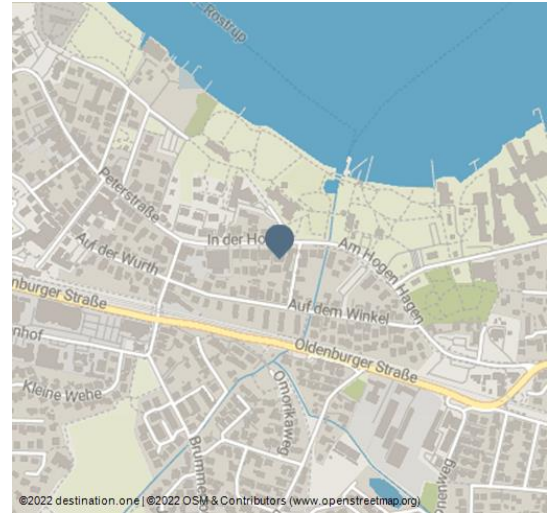 Rostrup
Peterstraße
In der Ho
Am Hogen Hagen
Auf der Wurth
Auf dem Winkel
nburger Straße
Oldenburger Straße
nhof
Kleine Wehe
Omorikaweg
Brummer
onenweg
©2022 destination.one | ©2022 OSM & Contributors (www.openstreetmap.org)